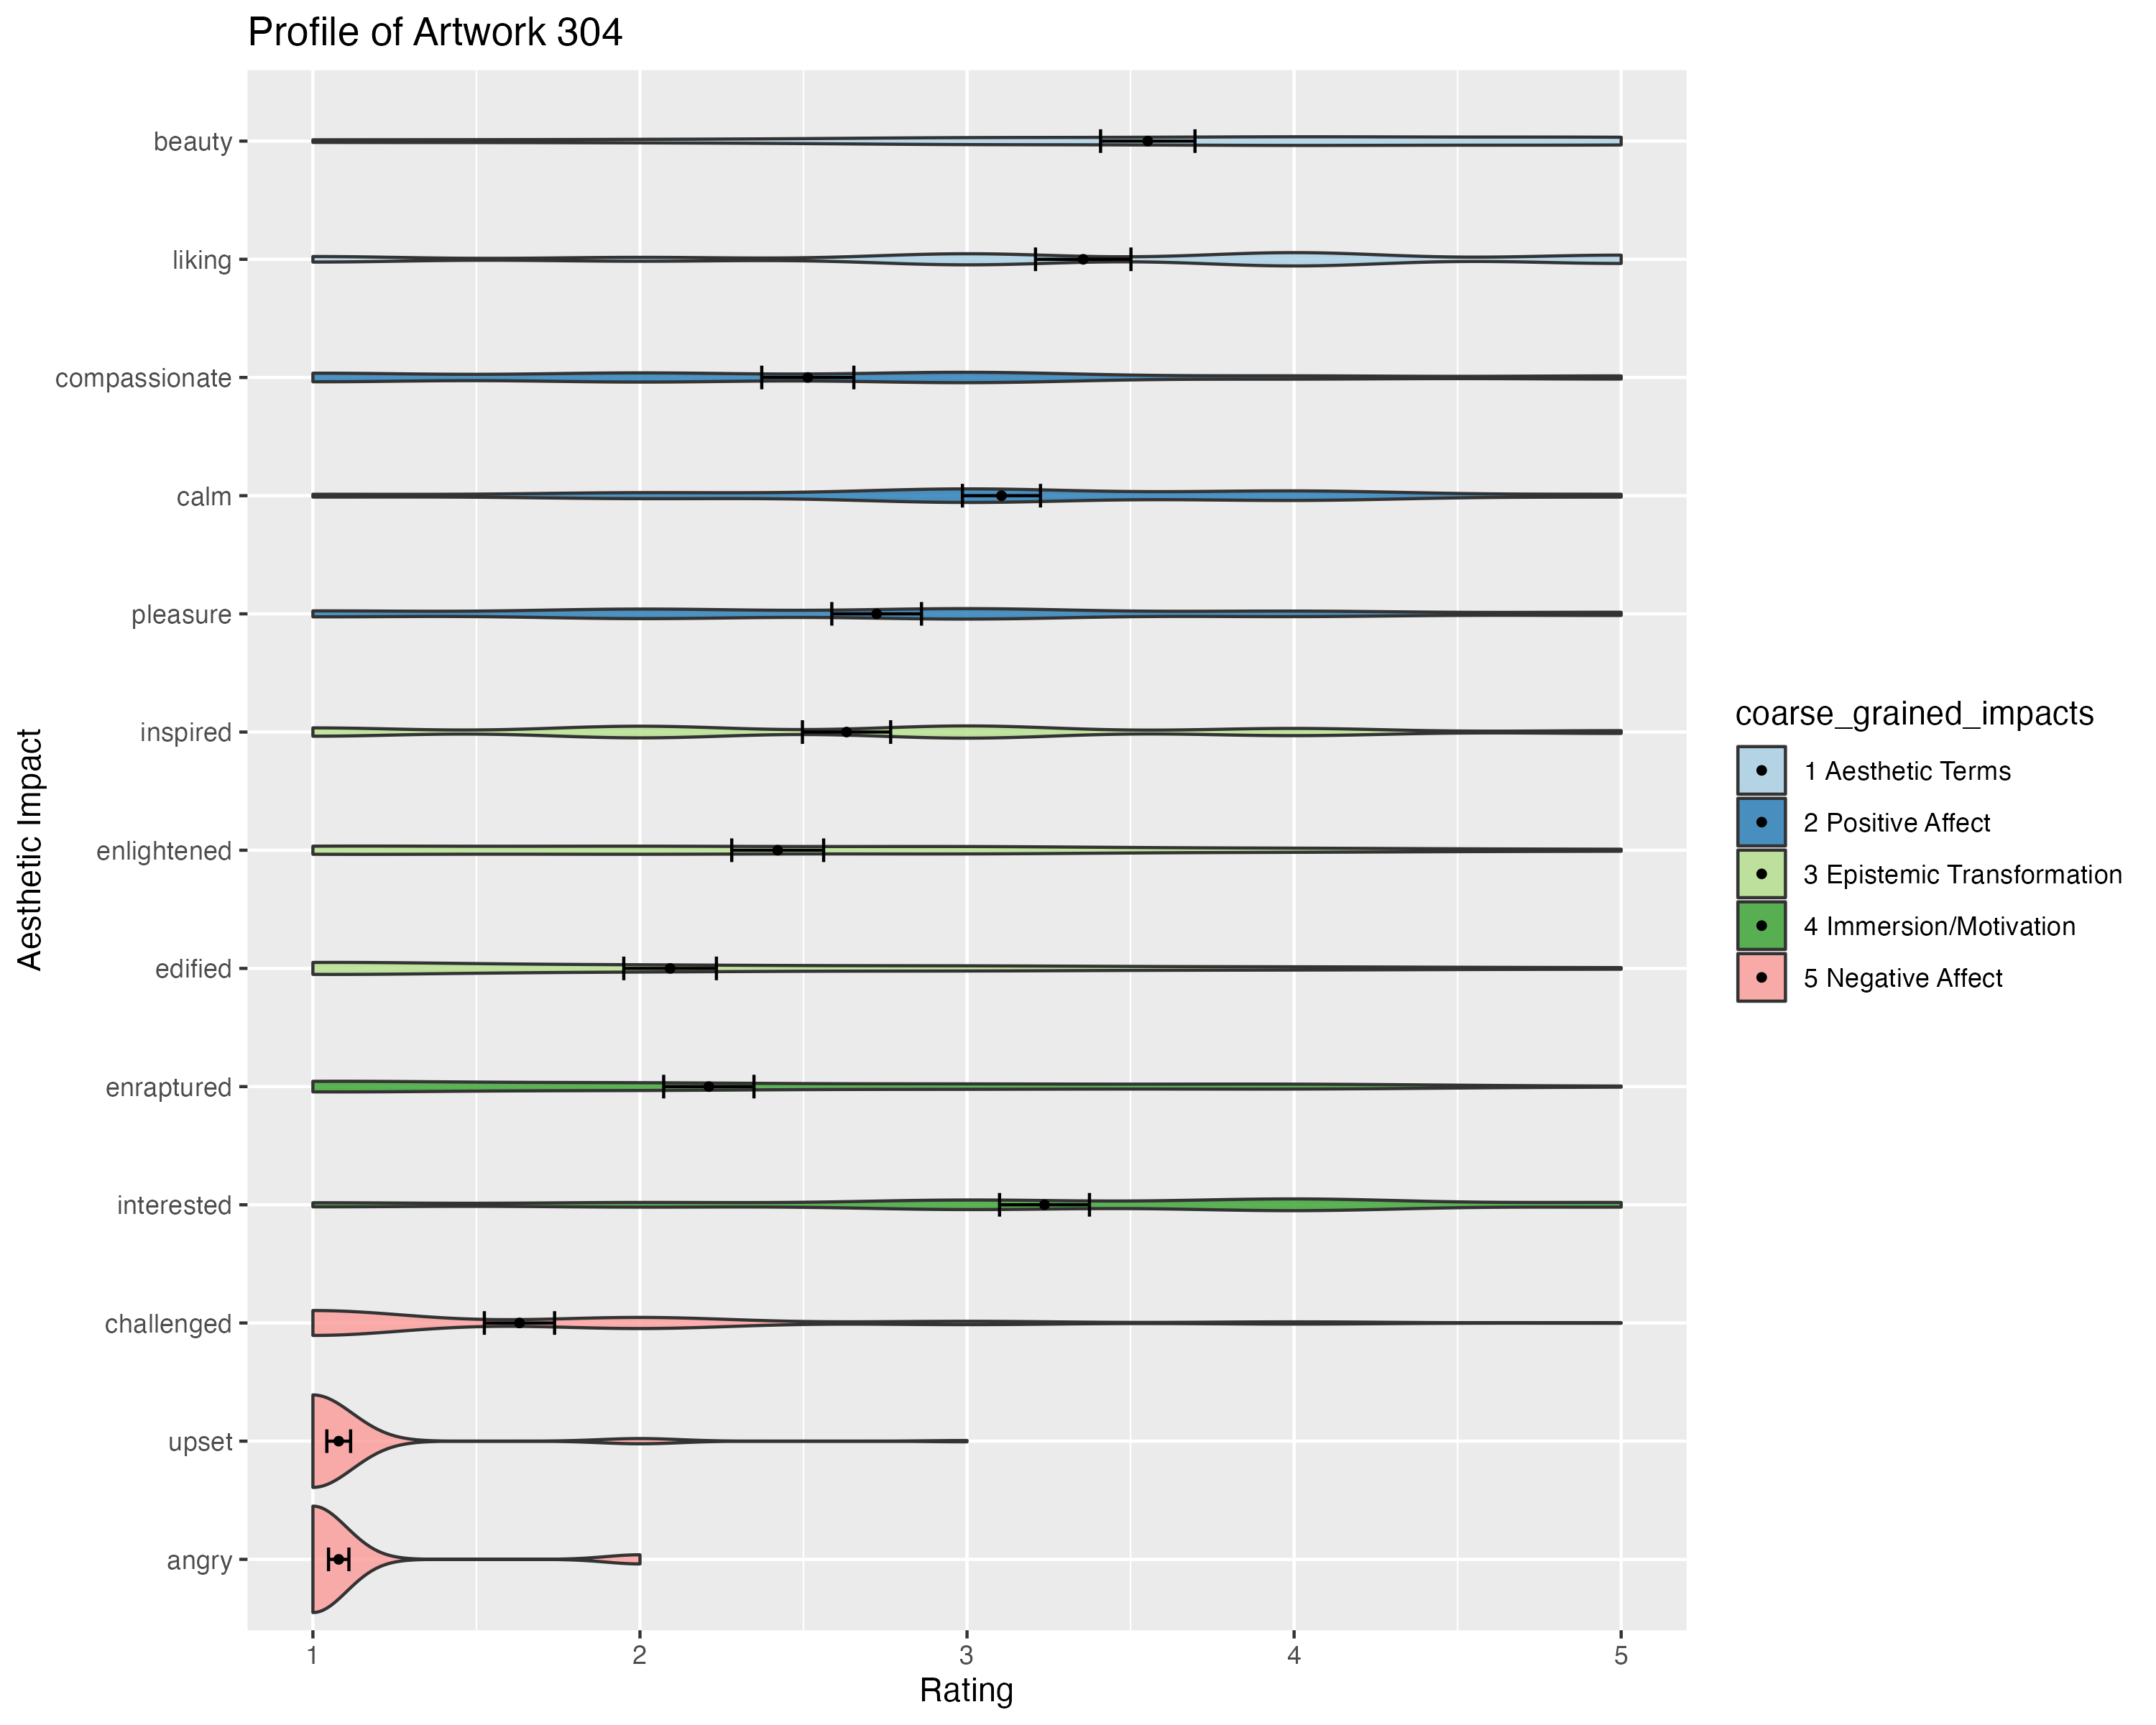 Profile of Artwork 304
beauty
liking
compassionate
calm
pleasure
inspired
enlightened
edified
enraptured
interested
challenged
upset
angry
Aesthetic Impact
1 2 3 4 5
Rating
coarse_grained_impacts
1 Aesthetic Terms
2 Positive Affect
3 Epistemic Transformation
4 Immersion/Motivation
5 Negative Affect